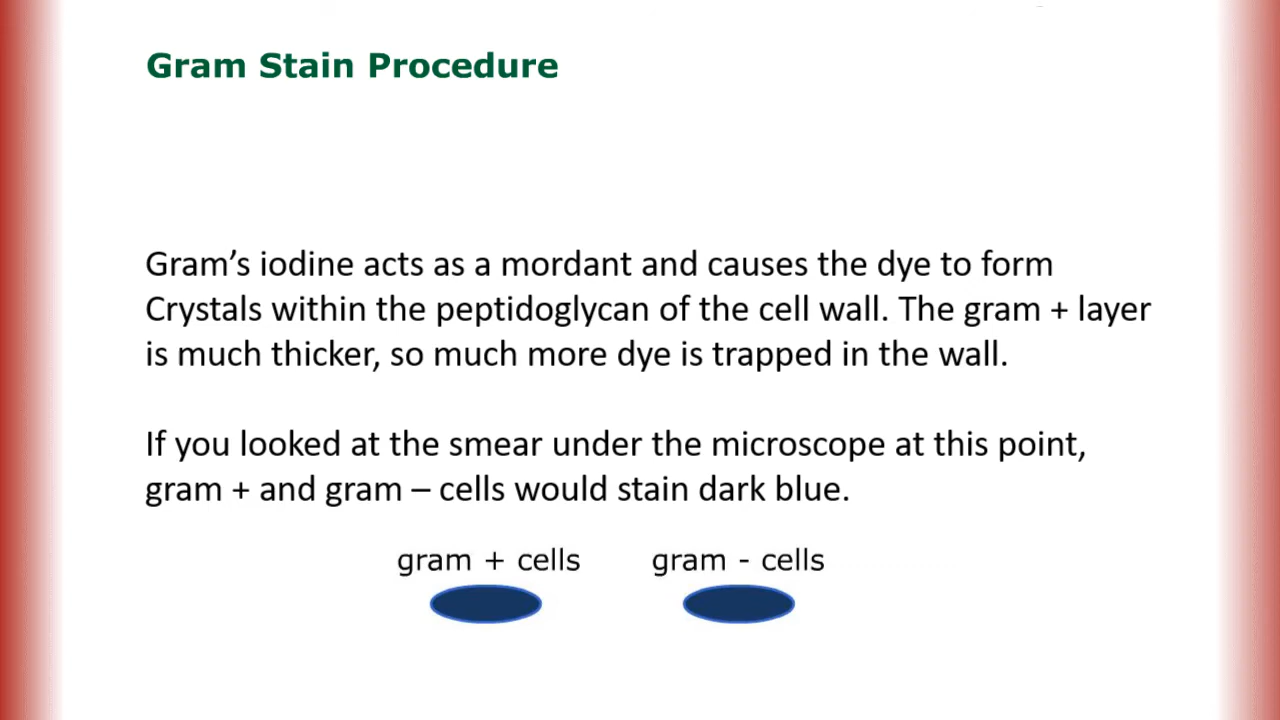 Gram Stain Procedure
Gram’s iodine acts as a mordant and causes the dye to form
Crystals within the peptidoglycan of the cell wall. The gram + layer
is much thicker, so much more dye is trapped in the wall.
If you looked at the smear under the microscope at this point,
gram + and gram – cells would stain dark blue.
gram + cells gram - cells